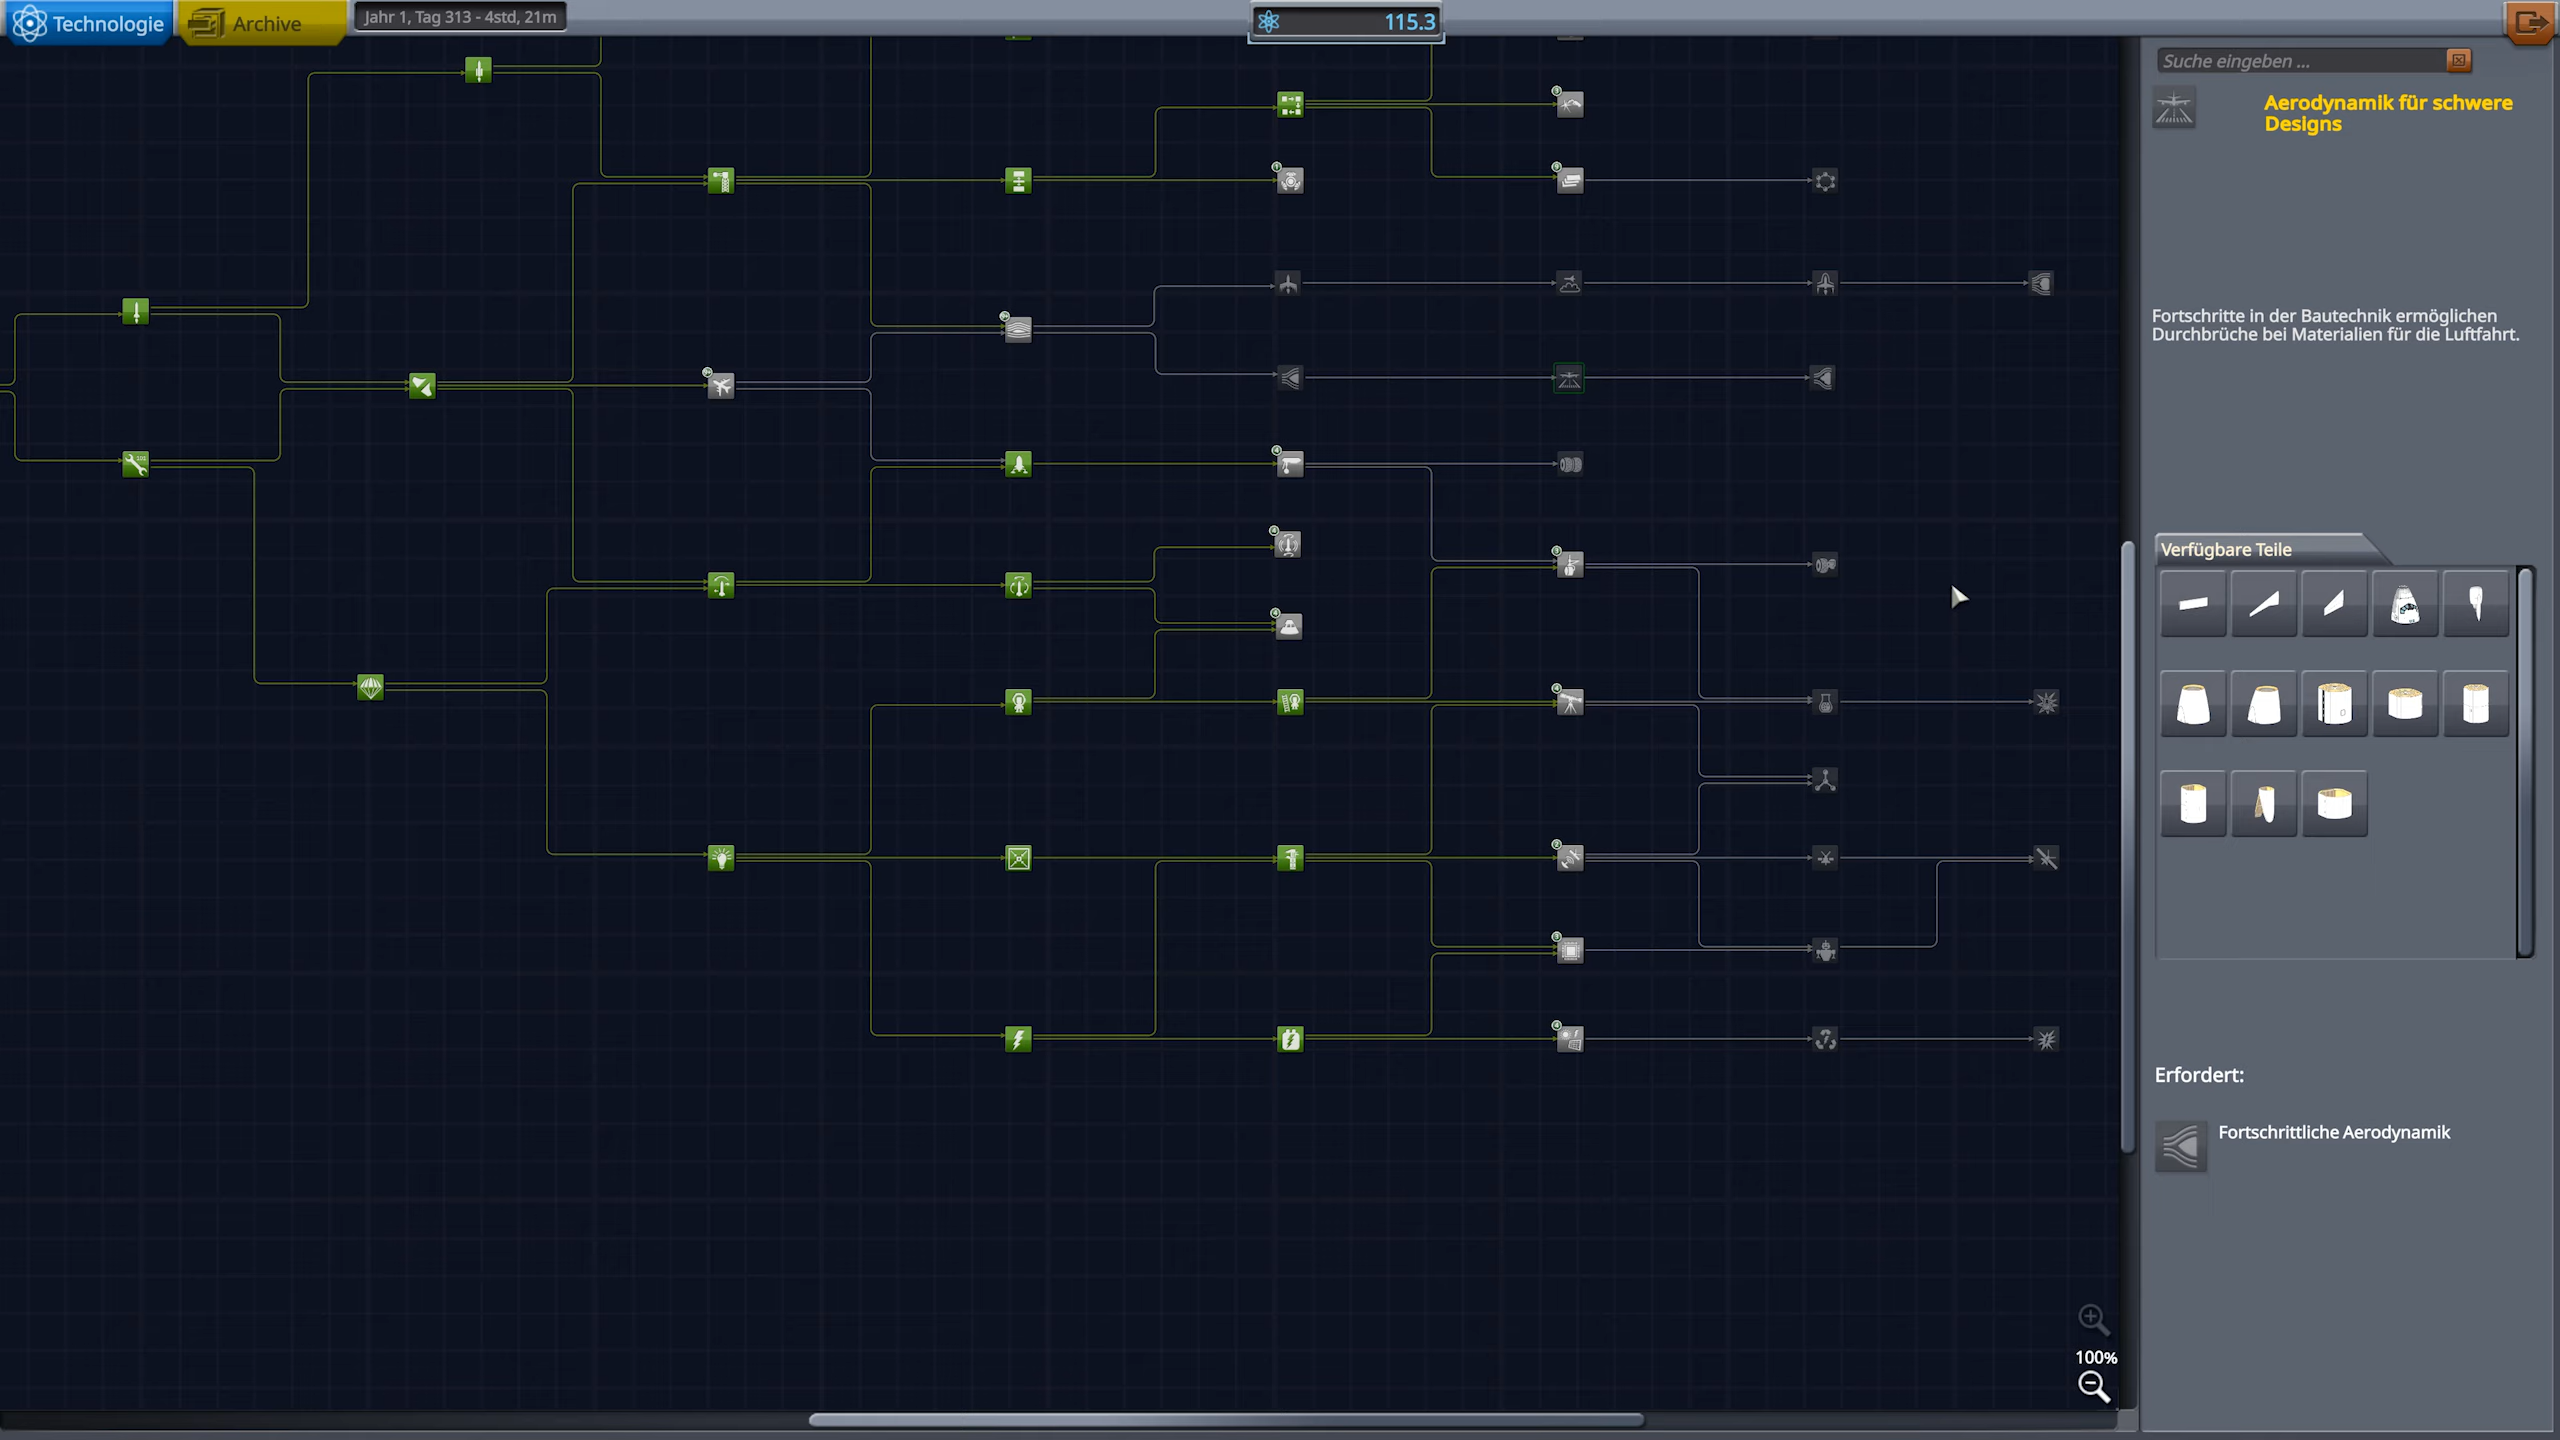 Technologie
Archive
Jahr 1, Tag 313 - 4std, 21m
115.3
Suche eingeben ...
Aerodynamik für schwere
Designs
Fortschritte in der Bautechnik ermöglichen
Durchbrüche bei Materialien für die Luftfahrt.
Verfügbare Teile
Erfordert:
Fortschrittliche Aerodynamik
100%